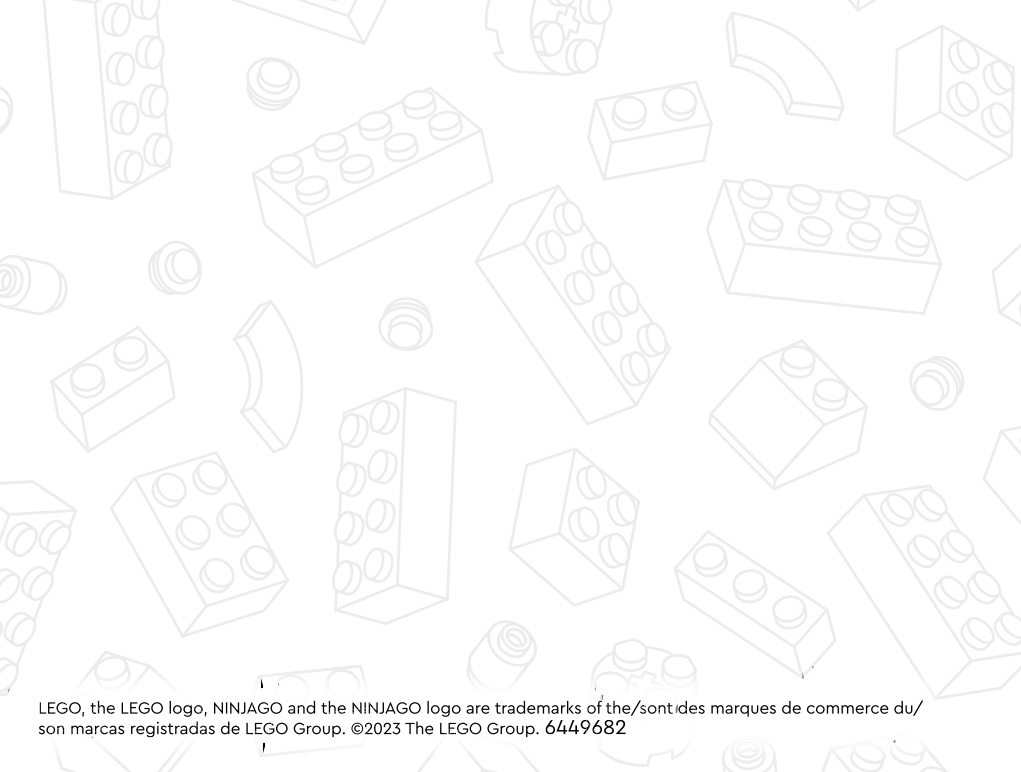 LEGO, the LEGO logo, NINJAGO and the NINJAGO logo are trademarks of the/sont des marques de commerce du/
son marcas registradas de LEGO Group. ©2023 The LEGO Group. 6449682